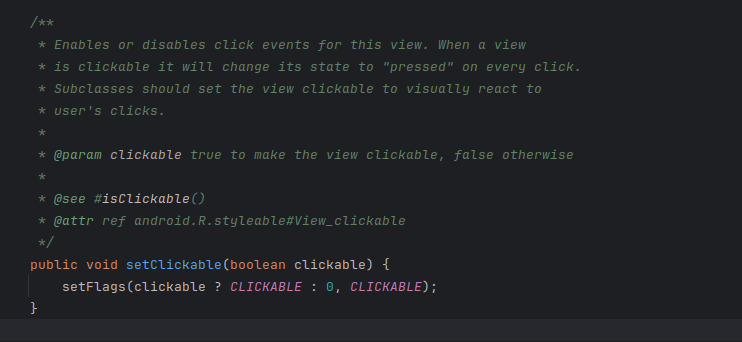 /**
* Enables or disables click events for this view. When a view
* is clickable it will change its state to "pressed" on every click.
* Subclasses should set the view clickable to visually react to
* user's clicks.
*
* @param clickable true to make the view clickable, false otherwise
*
* @see #isClickable()
* @attr ref android.R.styleable#View_clickable
*/
public void setClickable(boolean clickable) {
setFlags(clickable ? CLICKABLE : 0, CLICKABLE);
}